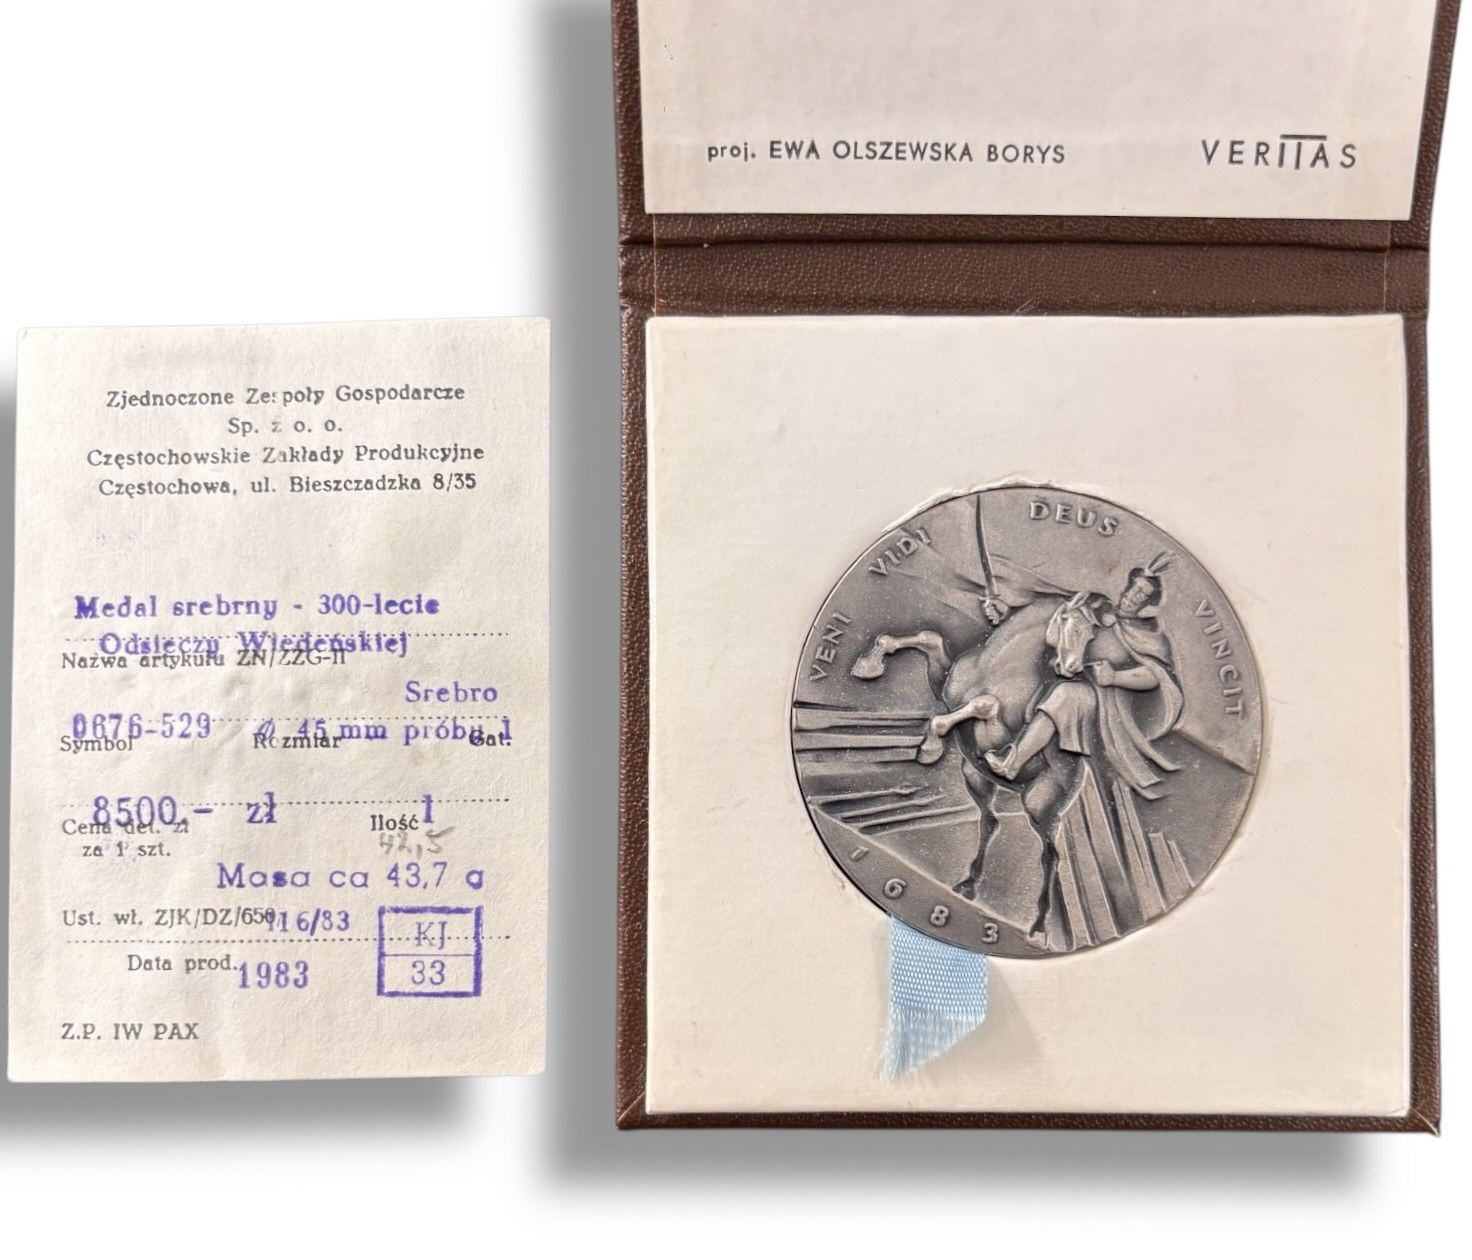 proj. EWA OLSZEWSKA BORYS
VERITAS
Zjednoczone Zespoły Gospodarcze
Sp. z o. o.
Częstochowskie Zakłady Produkcyjne
Częstochowa, ul. Bieszczadzka 8/35
Medal srebrny - 300-lecie
Odsieczy Wiedeńskiej
Nazwa artykułu ZN/ZZG-11
Srebro
0676-529 ø 45 mm próby 1
Symbol Rozmiar Gat.
8500.- zł 1
Cena det. zł Ilość
za 1 szt. 42,5
Masa ca 43,7 g
Ust. wł. ZJK/DZ/650/ 16/83
KJ
33
Data prod. 1983
Z.P. IW PAX
VENI VIDI DEUS VINCIT
1683